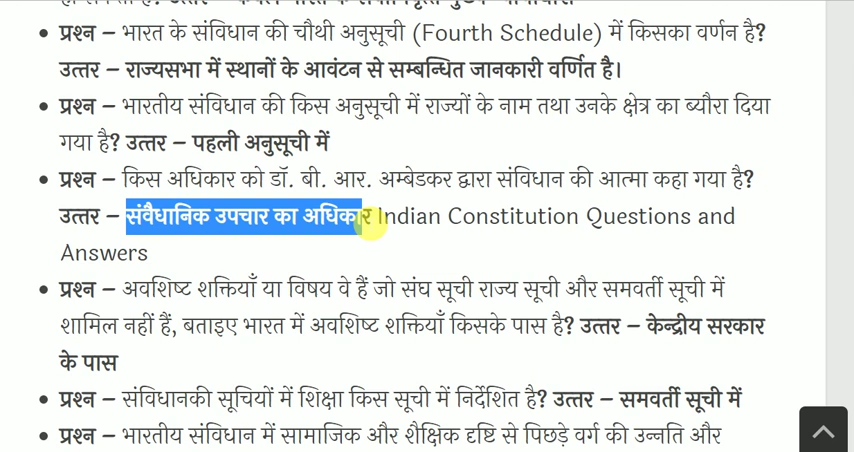 प्रश्न – भारत के संविधान की चौथी अनुसूची (Fourth Schedule) में किसका वर्णन है?
उत्तर – राज्यसभा में स्थानों के आवंटन से सम्बन्धित जानकारी वर्णित है।
प्रश्न – भारतीय संविधान की किस अनुसूची में राज्यों के नाम तथा उनके क्षेत्र का ब्यौरा दिया
गया है? उत्तर – पहली अनुसूची में
प्रश्न – किस अधिकार को डॉ. बी. आर. अम्बेडकर द्वारा संविधान की आत्मा कहा गया है?
उत्तर – संवैधानिक उपचार का अधिकार Indian Constitution Questions and
Answers
प्रश्न – अवशिष्ट शक्तियाँ या विषय वे हैं जो संघ सूची राज्य सूची और समवर्ती सूची में
शामिल नहीं हैं, बताइए भारत में अवशिष्ट शक्तियाँ किसके पास है? उत्तर – केन्द्रीय सरकार
के पास
प्रश्न – संविधानकी सूचियों में शिक्षा किस सूची में निर्देशित है? उत्तर – समवर्ती सूची में
प्रश्न – भारतीय संविधान में सामाजिक और शैक्षिक दृष्टि से पिछड़े वर्ग की उन्नति और